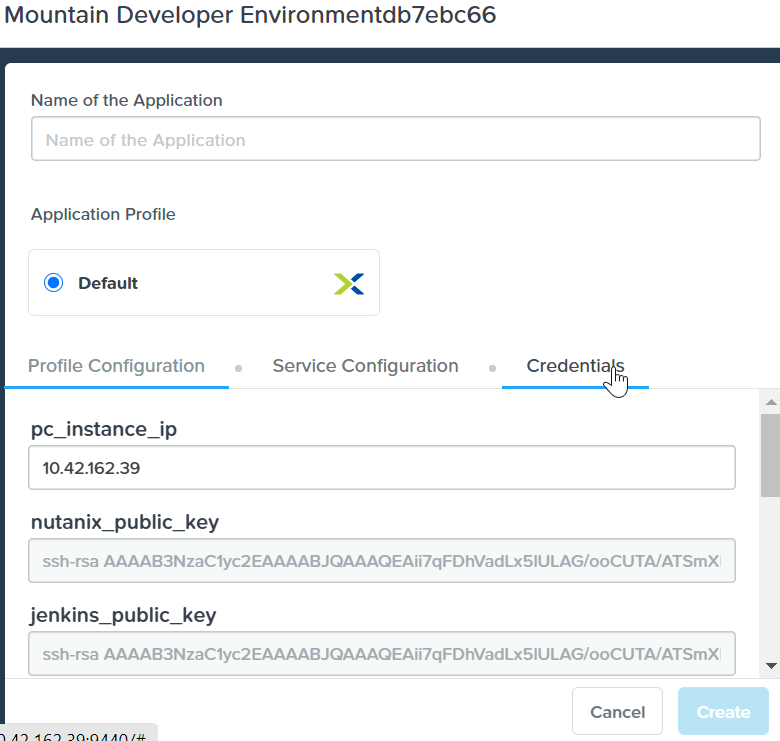 Mountain Developer Environmentdb7ebc66
Name of the Application
Name of the Application
Application Profile
Default
Profile Configuration Service Configuration Credentials
pc_instance_ip
10.42.162.39
nutanix_public_key
ssh-rsa AAAAB3NzaC1yc2EAAAABJQAAAQEAii7qFDhVadLx5lULAG/ooCUTA/ATSmX
jenkins_public_key
ssh-rsa AAAAB3NzaC1yc2EAAAABJQAAAQEAii7qFDhVadLx5lULAG/ooCUTA/ATSmX
Cancel Create
0.42.162.39:9440/#